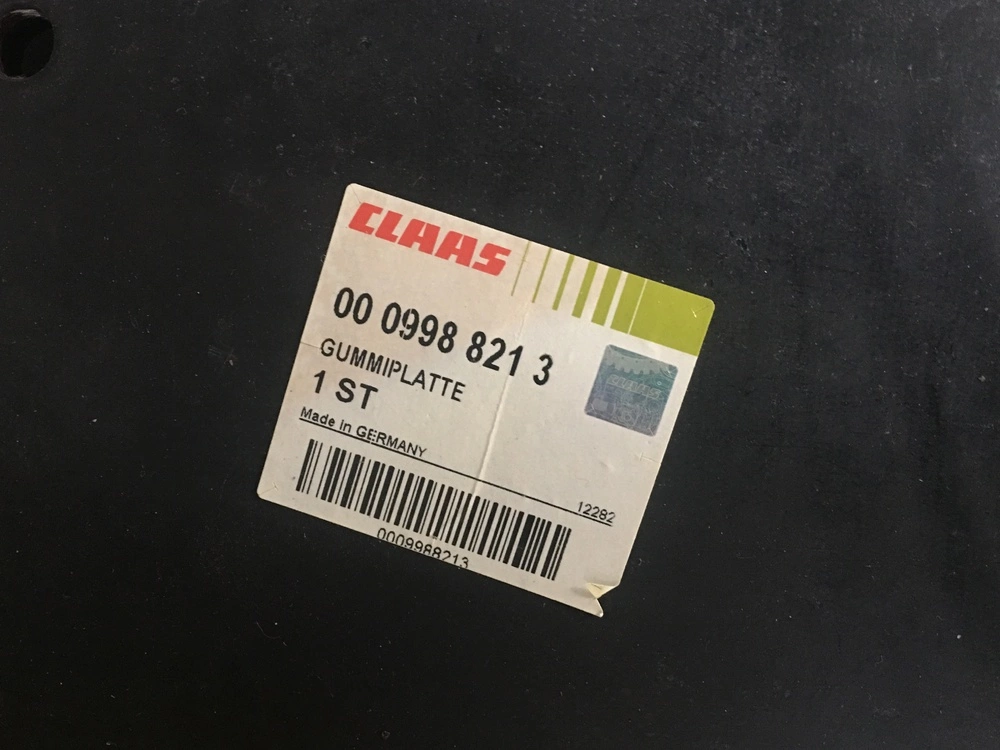 CLAAS
00 0998 821 3
GUMMIPLATTE
1 ST
Made in GERMANY
12282
0009988213